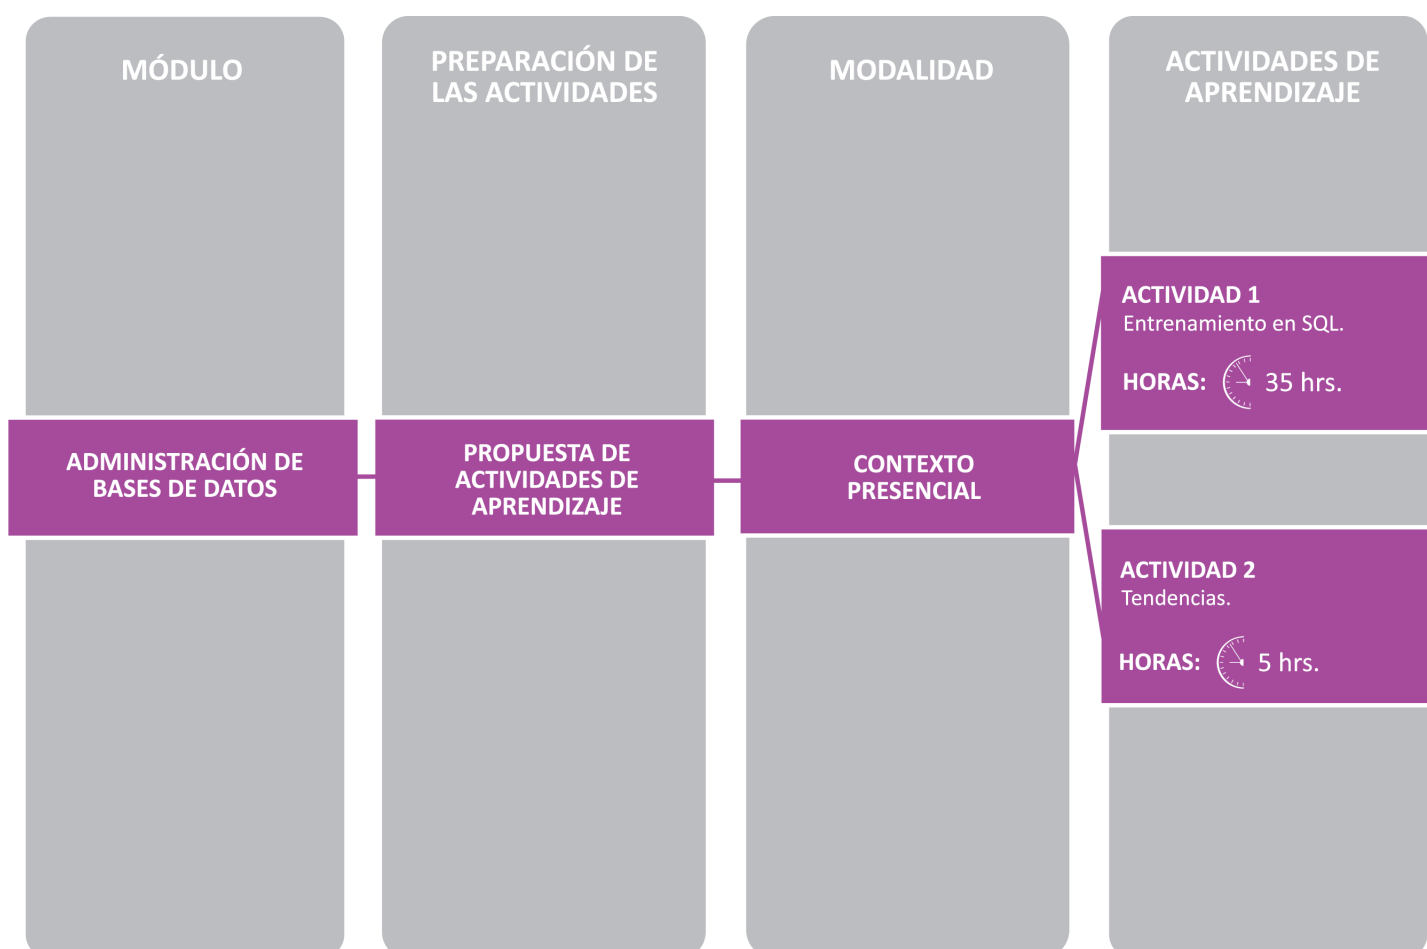 MÓDULO
PREPARACIÓN DE
LAS ACTIVIDADES
MODALIDAD
ACTIVIDADES DE
APRENDIZAJE
ADMINISTRACIÓN DE
BASES DE DATOS
PROPUESTA DE
ACTIVIDADES DE
APRENDIZAJE
CONTEXTO
PRESENCIAL
ACTIVIDAD 1
Entrenamiento en SQL.
HORAS: 35 hrs.
ACTIVIDAD 2
Tendencias.
HORAS: 5 hrs.